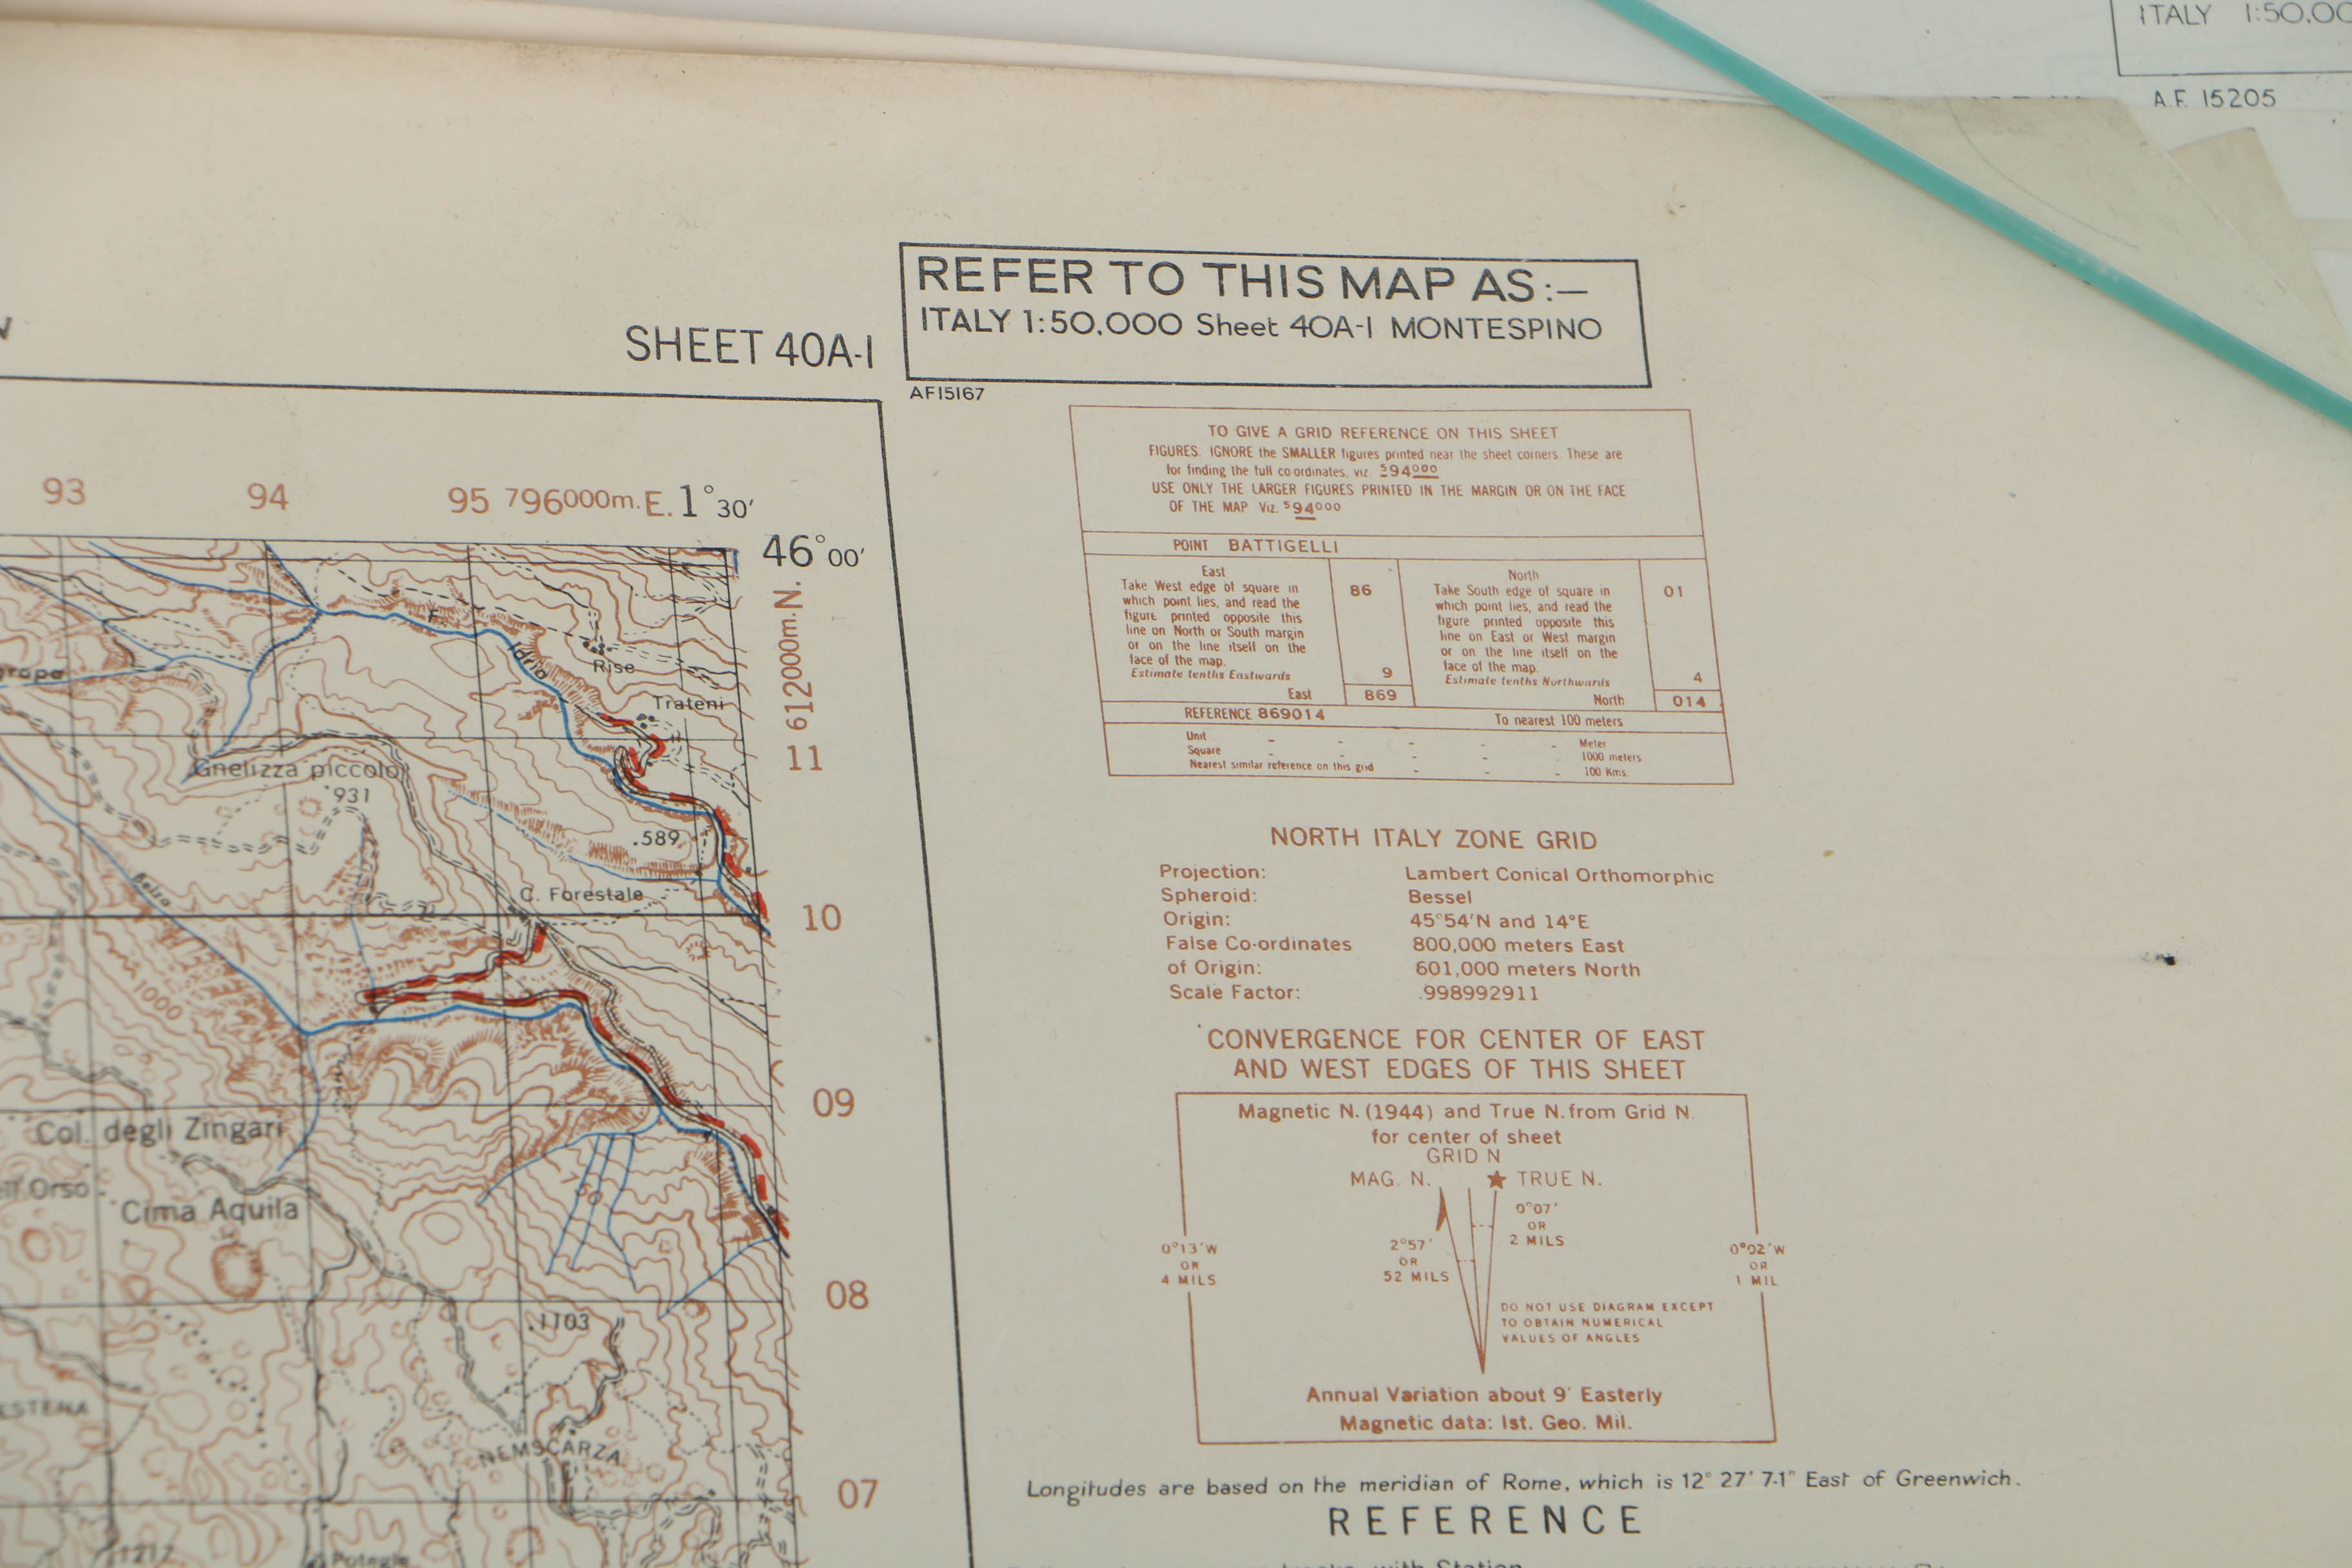 ITALY 1:50,00
A.F. 15205
REFER TO THIS MAP AS:—
ITALY 1:50,000 Sheet 40A-I MONTESPINO
SHEET 40A-I
AF15167
93 94 95 796000m.E. 1°30'
46°00'
612000m.N.
11
10
09
08
07
Idria
Rise
Trateni
Gnelizza piccolo
931
.589
C. Forestale
Belza
1000
Col. degli Zingari
Orso
Cima Aquila
750
.1103
NEMSCARZA
1217
TO GIVE A GRID REFERENCE ON THIS SHEET
FIGURES. IGNORE the SMALLER figures printed near the sheet corners. These are
for finding the full co-ordinates, viz. 594000
USE ONLY THE LARGER FIGURES PRINTED IN THE MARGIN OR ON THE FACE
OF THE MAP Viz. 594000
POINT BATTIGELLI
East
Take West edge of square in
which point lies, and read the
figure printed opposite this
line on North or South margin
or on the line itself on the
face of the map.
Estimate tenths Eastwards
East
86
9
869
North
Take South edge of square in
which point lies, and read the
figure printed opposite this
line on East or West margin
or on the line itself on the
face of the map.
Estimate tenths Northwards
North
01
4
014
REFERENCE 869014 To nearest 100 meters
Unit - - - - - Meter
Square - - - - 1000 meters
Nearest similar reference on this grid - - - 100 Kms.
NORTH ITALY ZONE GRID
Projection: Lambert Conical Orthomorphic
Spheroid: Bessel
Origin: 45°54'N and 14°E
False Co-ordinates 800,000 meters East
of Origin: 601,000 meters North
Scale Factor: .998992911
CONVERGENCE FOR CENTER OF EAST
AND WEST EDGES OF THIS SHEET
Magnetic N. (1944) and True N. from Grid N.
for center of sheet
GRID N
MAG. N. ★ TRUE N.
0°07'
OR
2 MILS
2°57'
OR
52 MILS
0°13'W
OR
4 MILS
0°02'W
OR
1 MIL
DO NOT USE DIAGRAM EXCEPT
TO OBTAIN NUMERICAL
VALUES OF ANGLES
Annual Variation about 9' Easterly
Magnetic data: Ist. Geo. Mil.
Longitudes are based on the meridian of Rome, which is 12° 27' 7·1" East of Greenwich.
REFERENCE